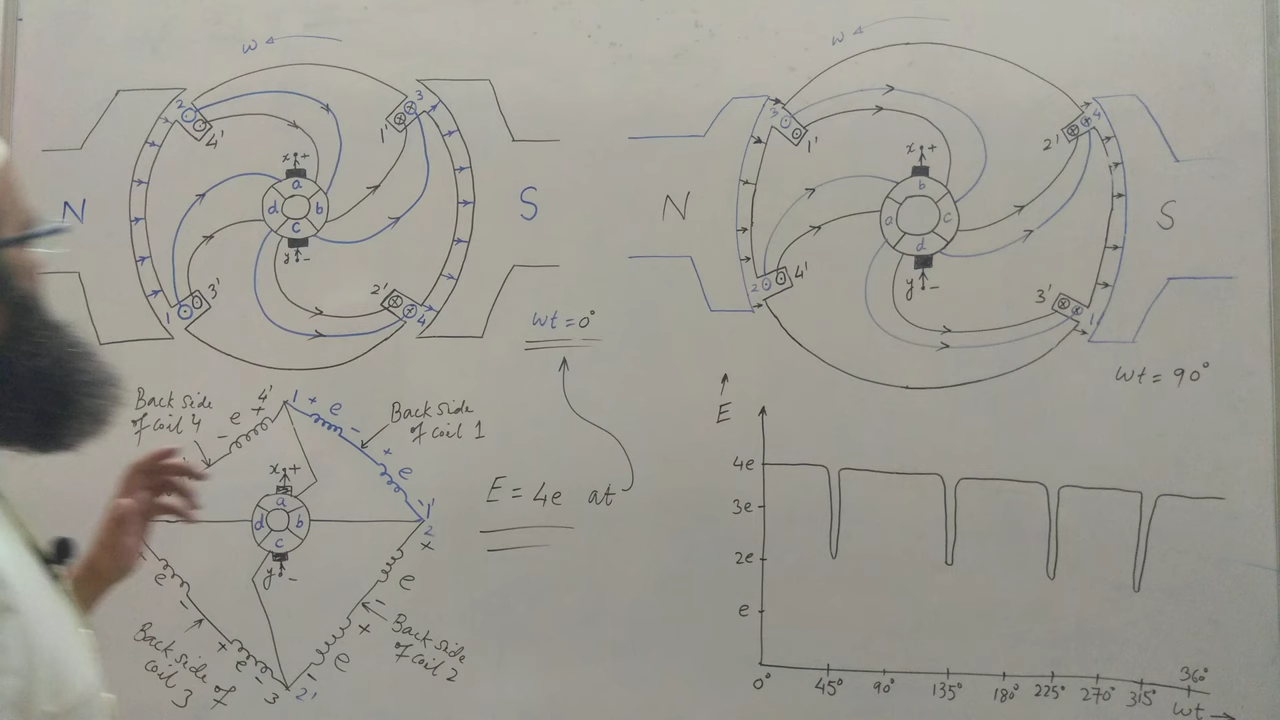 ω
2
4'
3
1'
x +
a
d b
c
y -
N
S
1
3'
2'
4
ωt = 0°
ω
3
1'
4
2'
x +
b
a c
d
y -
N
S
2
4'
3'
1
ωt = 90°
Back side
of coil 4
4'
1
+ e -
- e +
Back side
of coil 1
+ e -
x +
a
d b
c
y -
1'
2
+
e
-
+
e
-
Back side
of coil 2
e
-
+
e
-
3
2'
Back side of
coil 3
E = 4e at
E
4e
3e
2e
e
0° 45° 90° 135° 180° 225° 270° 315° 360°
ωt